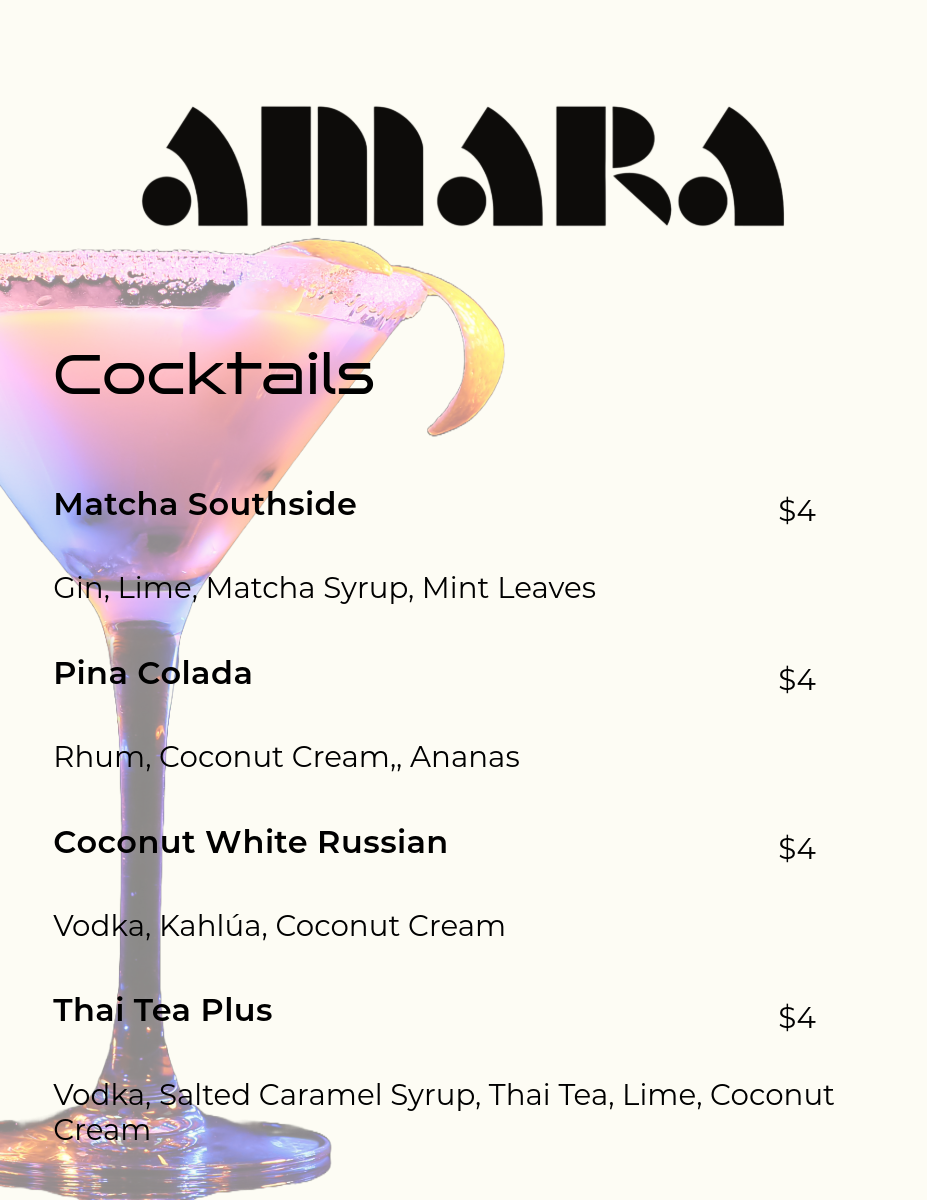 AMARA
Cocktails
Matcha Southside
$4
Gin, Lime, Matcha Syrup, Mint Leaves
Pina Colada
$4
Rhum, Coconut Cream,, Ananas
Coconut White Russian
$4
Vodka, Kahlúa, Coconut Cream
Thai Tea Plus
$4
Vodka, Salted Caramel Syrup, Thai Tea, Lime, Coconut
Cream